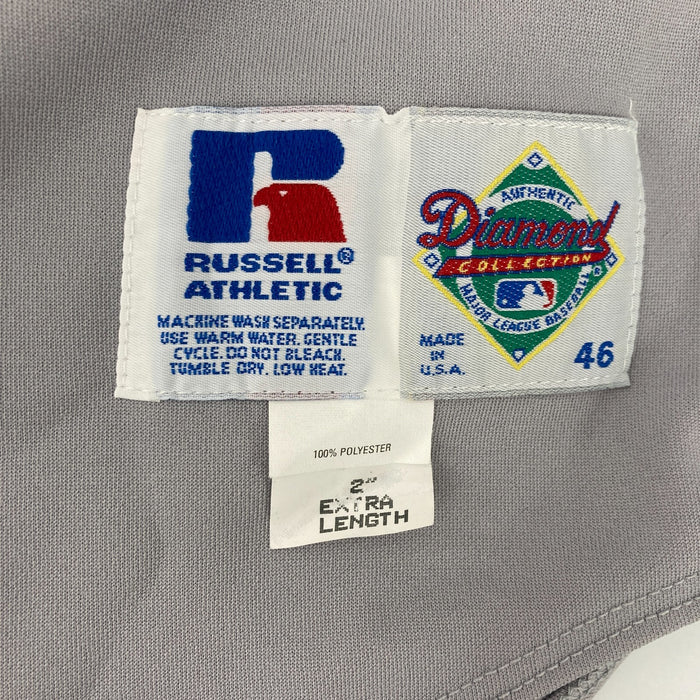 RUSSELL®
ATHLETIC
MACHINE WASH SEPARATELY.
USE WARM WATER. GENTLE
CYCLE. DO NOT BLEACH.
TUMBLE DRY. LOW HEAT.
AUTHENTIC
Diamond
COLLECTION
MAJOR LEAGUE BASEBALL®
MADE
IN
U.S.A.
46
100% POLYESTER
2"
EXTRA
LENGTH